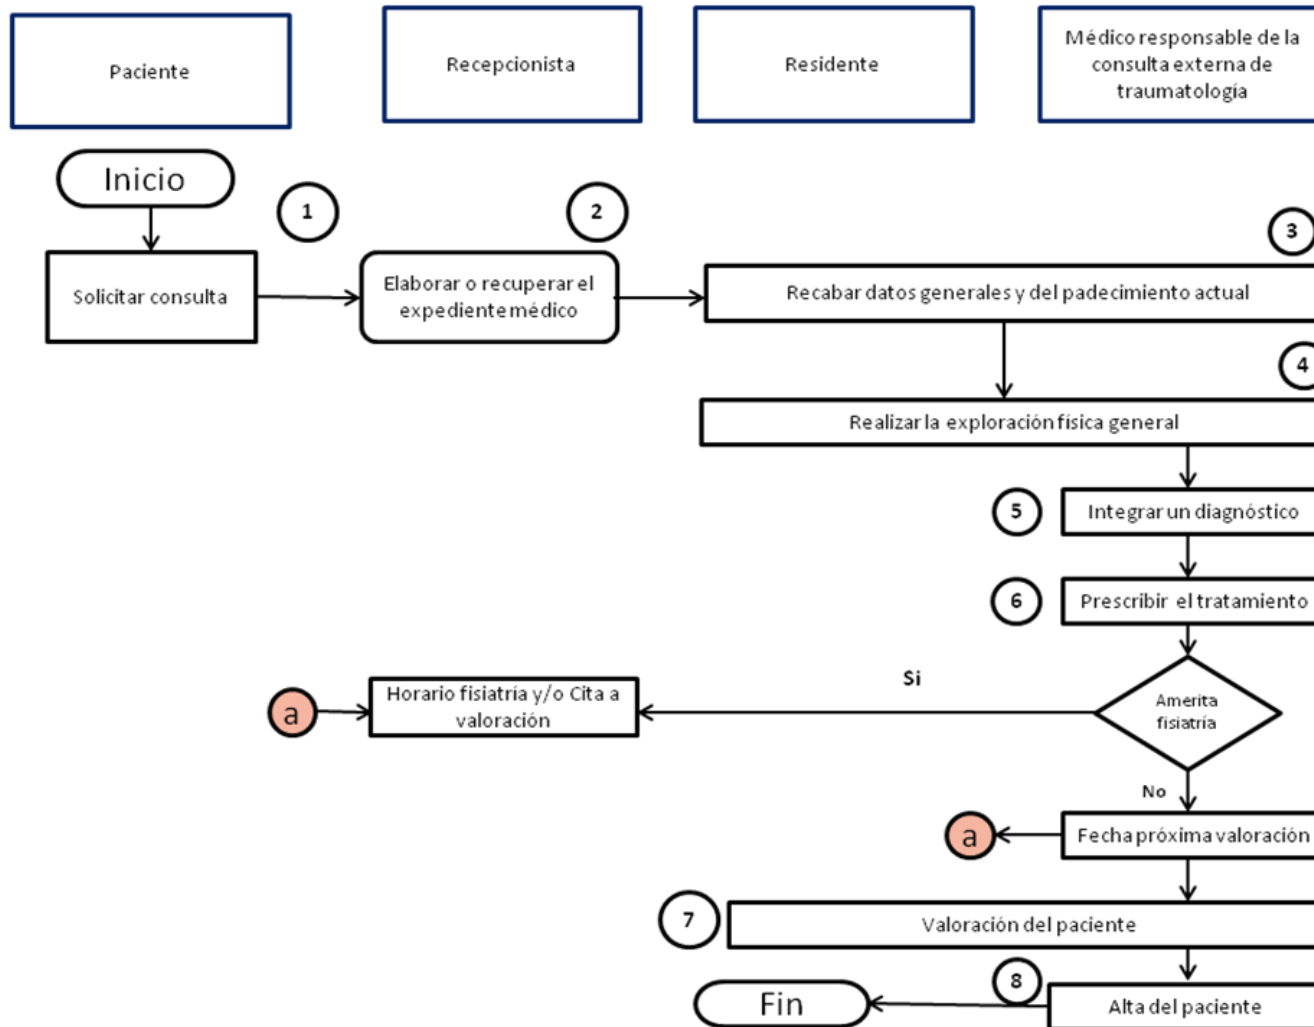 Paciente
Recepcionista
Residente
Médico responsable de la
consulta externa de
traumatología
Inicio
1
2
3
Solicitar consulta
Elaborar o recuperar el
expediente médico
Recabar datos generales y del padecimiento actual
4
Realizar la exploración física general
5
Integrar un diagnóstico
6
Prescribir el tratamiento
Si
a
Horario fisiatría y/o Cita a
valoración
Amerita
fisiatría
No
a
Fecha próxima valoración
7
Valoración del paciente
8
Fin
Alta del paciente